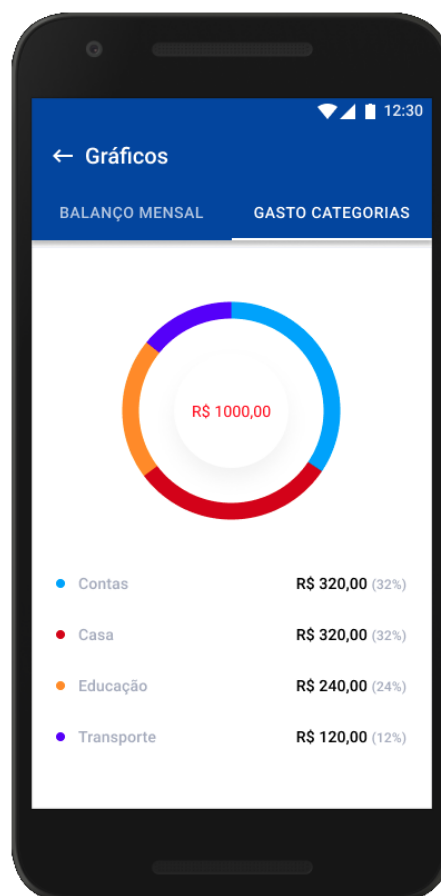 12:30
← Gráficos
BALANÇO MENSAL GASTO CATEGORIAS
R$ 1000,00
Contas R$ 320,00 (32%)
Casa R$ 320,00 (32%)
Educação R$ 240,00 (24%)
Transporte R$ 120,00 (12%)